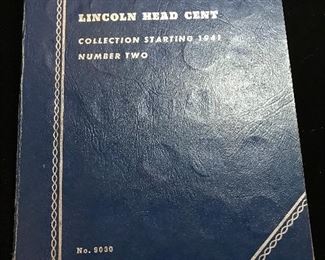 LINCOLN HEAD CENT
COLLECTION STARTING 1941
NUMBER TWO
No. 9030